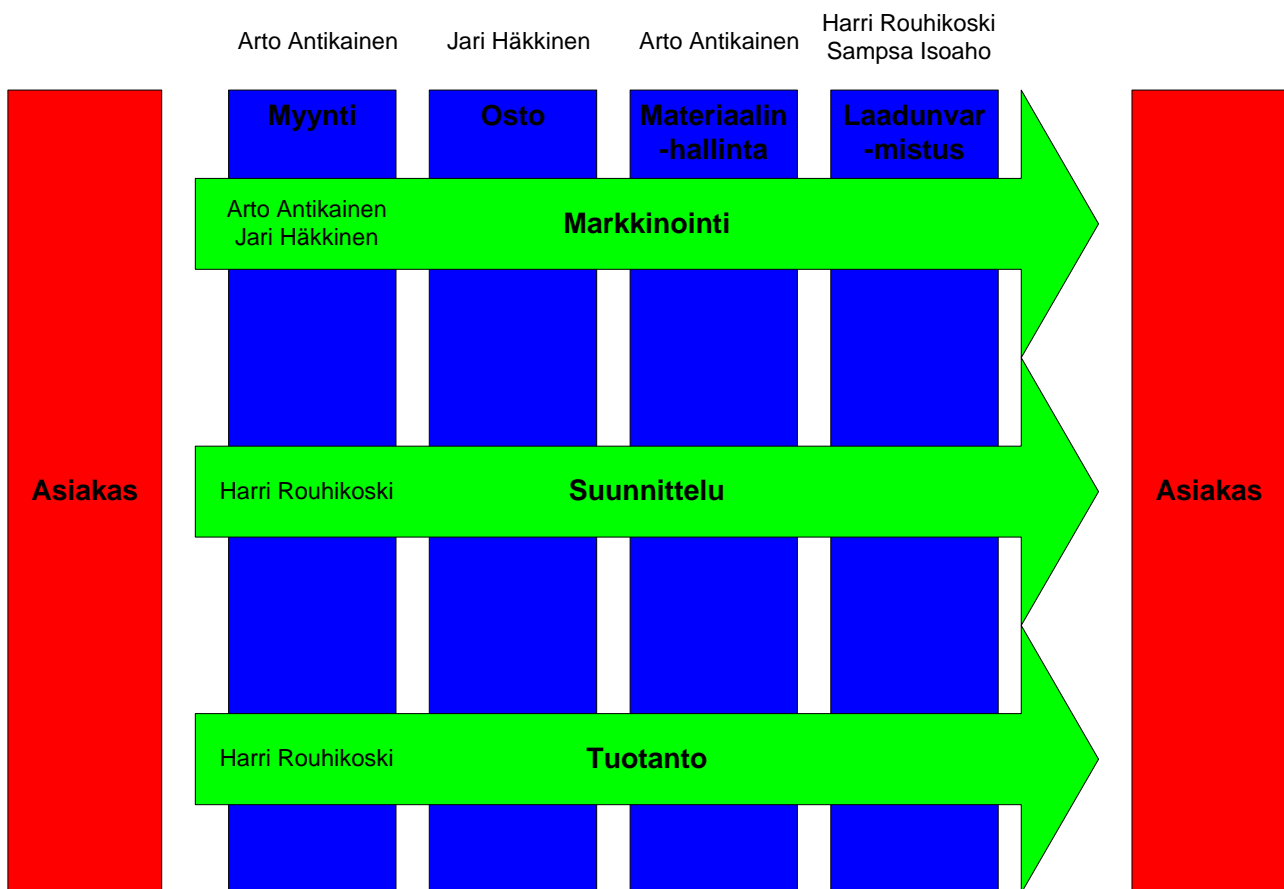 Arto Antikainen
Jari Häkkinen
Arto Antikainen
Harri Rouhikoski
Sampsa Isoaho
Myynti
Osto
Materiaalin
-hallinta
Laadunvar
-mistus
Arto Antikainen
Jari Häkkinen
Markkinointi
Asiakas
Harri Rouhikoski
Suunnittelu
Asiakas
Harri Rouhikoski
Tuotanto